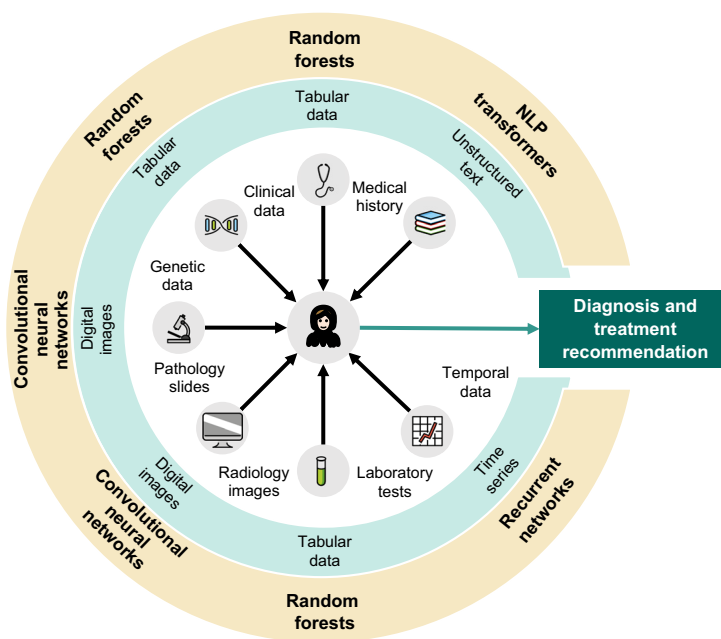 Random
forests
Tabular
data
NLP
transformers
Unstructured
text
Random
forests
Tabular
data
Clinical
data
Medical
history
Genetic
data
Convolutional
neural
networks
Digital
images
Pathology
slides
Diagnosis and
treatment
recommendation
Temporal
data
Radiology
images
Laboratory
tests
Digital
images
Convolutional
neural
networks
Time
series
Recurrent
networks
Tabular
data
Random
forests